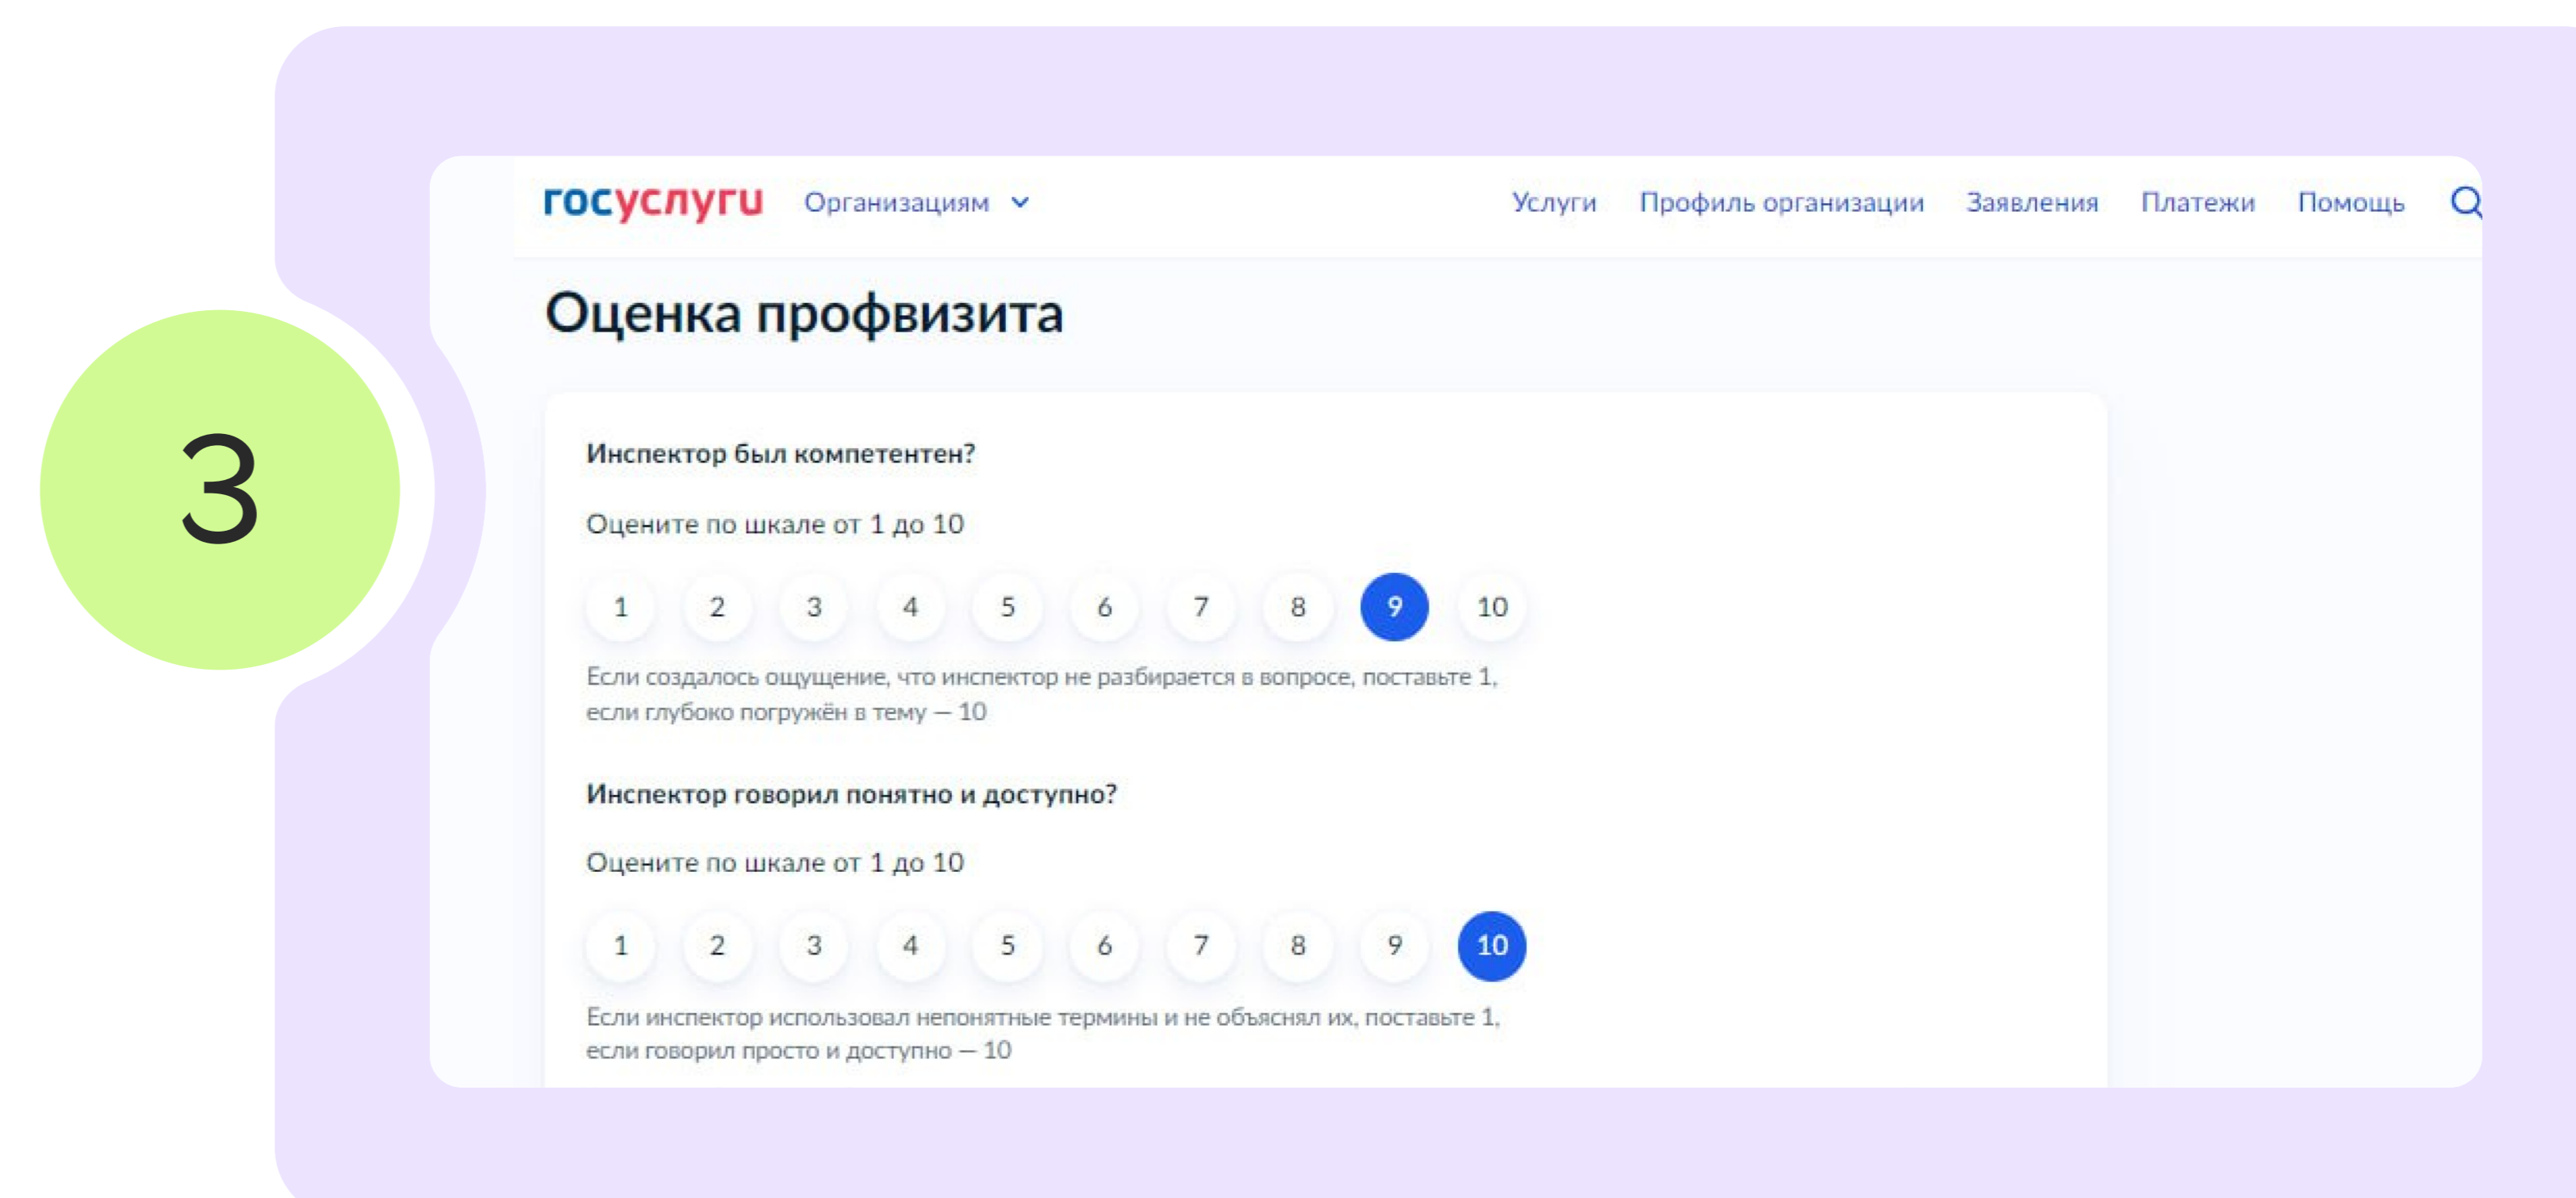 госуслуги Организациям Услуги Профиль организации Заявления Платежи Помощь
Оценка профвизита
3
Инспектор был компетентен?
Оцените по шкале от 1 до 10
1 2 3 4 5 6 7 8 9 10
Если создалось ощущение, что инспектор не разбирается в вопросе, поставьте 1,
если глубоко погружён в тему — 10
Инспектор говорил понятно и доступно?
Оцените по шкале от 1 до 10
1 2 3 4 5 6 7 8 9 10
Если инспектор использовал непонятные термины и не объяснял их, поставьте 1,
если говорил просто и доступно — 10